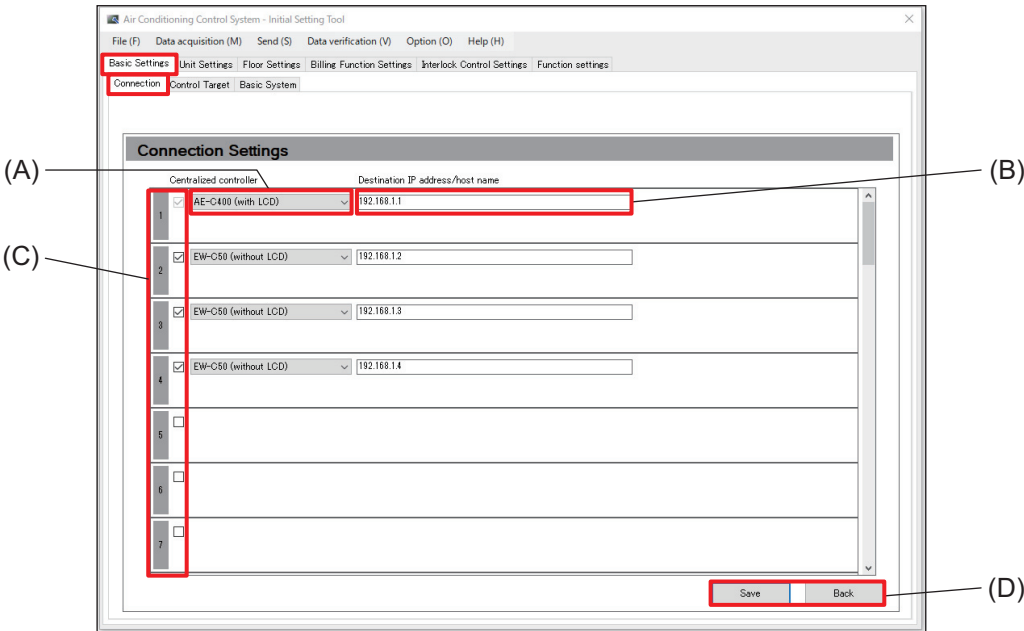 Air Conditioning Control System - Initial Setting Tool
File (F) Data acquisition (M) Send (S) Data verification (V) Option (O) Help (H)
Basic Settings Unit Settings Floor Settings Billing Function Settings Interlock Control Settings Function settings
Connection Control Target Basic System
Connection Settings
(A)
(B)
Centralized controller Destination IP address/host name
1 AE-C400 (with LCD) 192.168.1.1
(C)
2 EW-C50 (without LCD) 192.168.1.2
3 EW-C50 (without LCD) 192.168.1.3
4 EW-C50 (without LCD) 192.168.1.4
5
6
7
Save Back
(D)